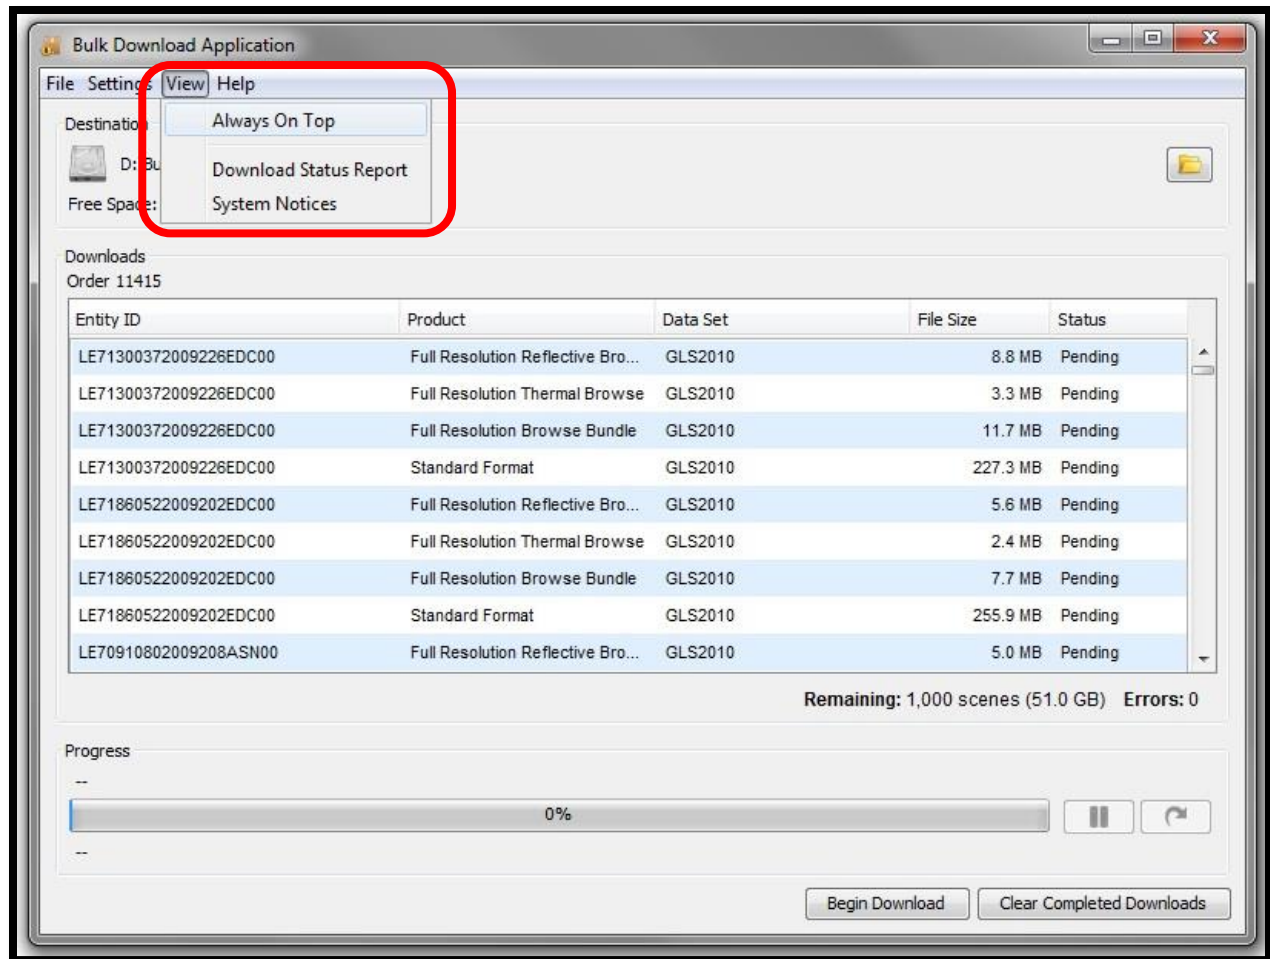 Bulk Download Application
File Settings View Help
Destination
Always On Top
D:
Download Status Report
Free Space:
System Notices
Downloads
Order 11415
Entity ID Product Data Set File Size Status
LE71300372009226EDC00 Full Resolution Reflective Bro... GLS2010 8.8 MB Pending
LE71300372009226EDC00 Full Resolution Thermal Browse GLS2010 3.3 MB Pending
LE71300372009226EDC00 Full Resolution Browse Bundle GLS2010 11.7 MB Pending
LE71300372009226EDC00 Standard Format GLS2010 227.3 MB Pending
LE71860522009202EDC00 Full Resolution Reflective Bro... GLS2010 5.6 MB Pending
LE71860522009202EDC00 Full Resolution Thermal Browse GLS2010 2.4 MB Pending
LE71860522009202EDC00 Full Resolution Browse Bundle GLS2010 7.7 MB Pending
LE71860522009202EDC00 Standard Format GLS2010 255.9 MB Pending
LE70910802009208ASN00 Full Resolution Reflective Bro... GLS2010 5.0 MB Pending
Remaining: 1,000 scenes (51.0 GB) Errors: 0
Progress
--
0%
--
Begin Download Clear Completed Downloads